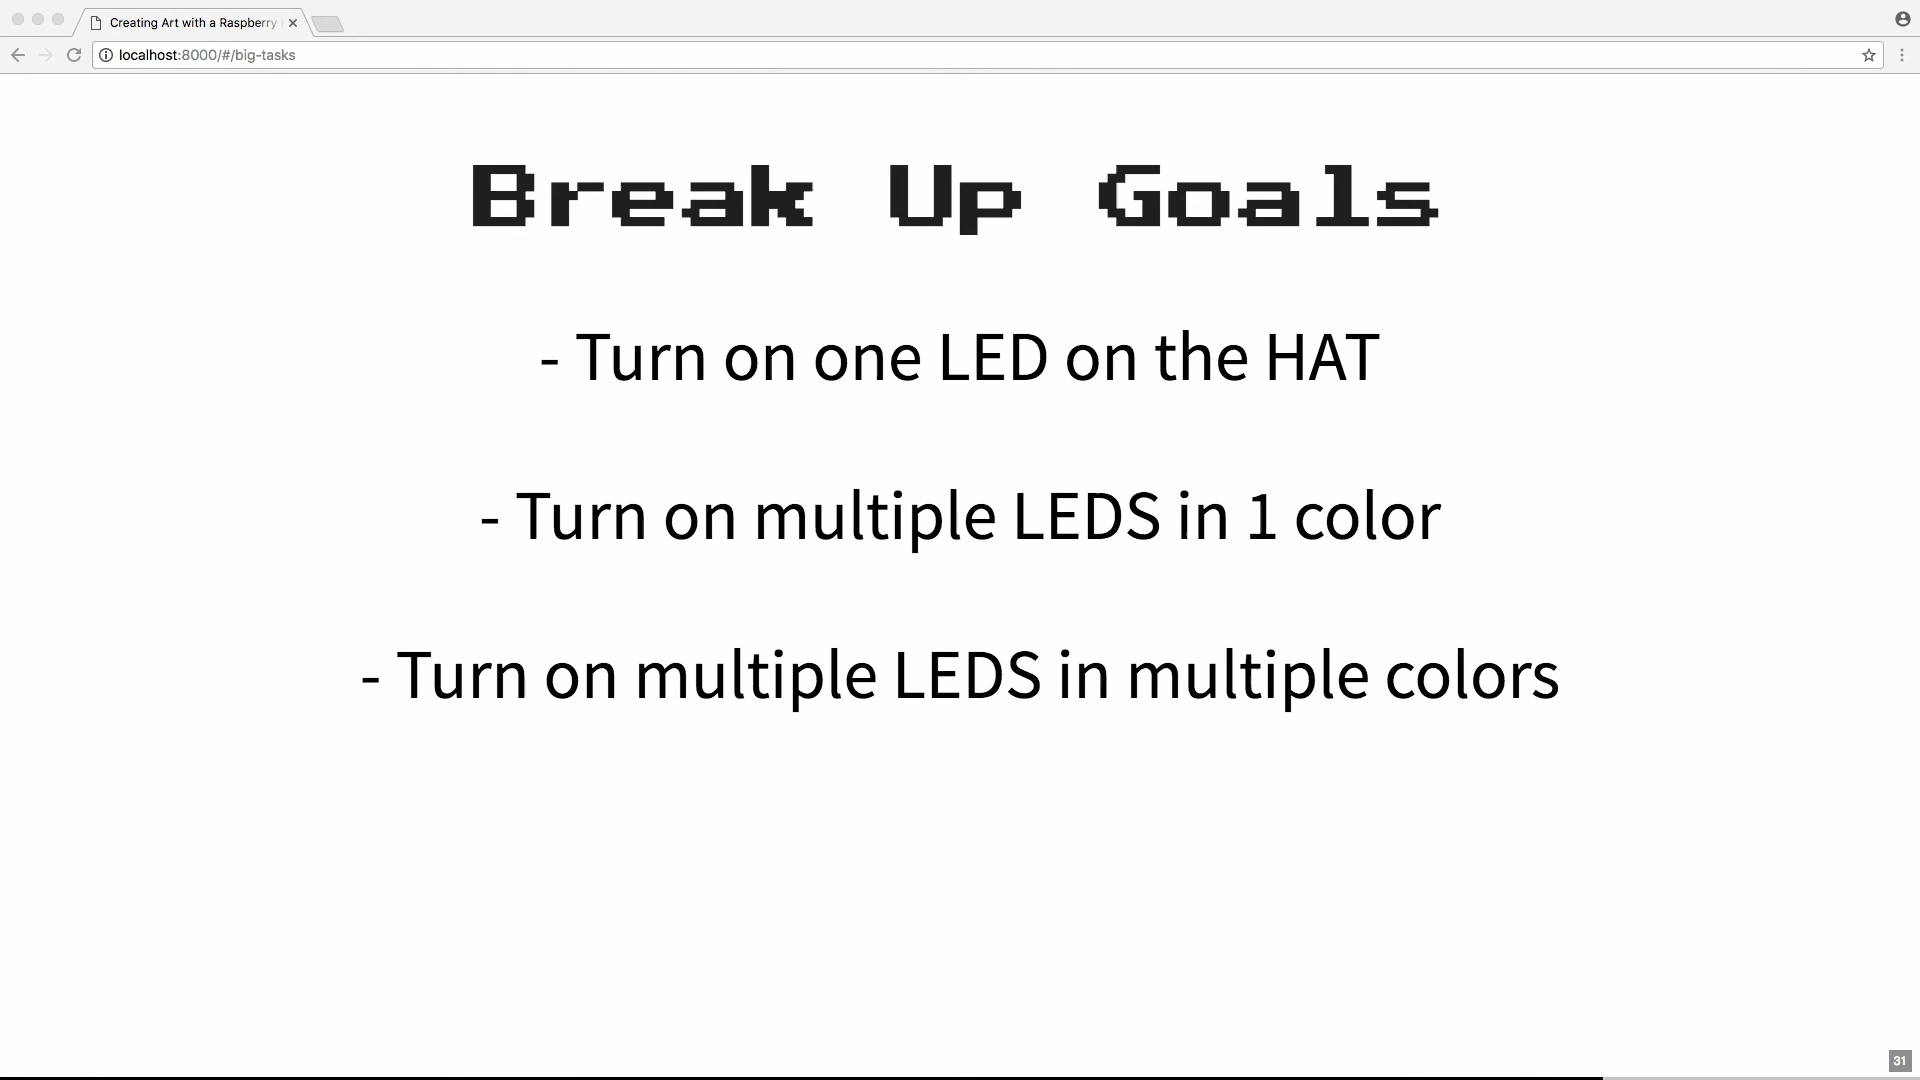 Creating Art with a Raspberry
localhost:8000/#/big-tasks
Break Up Goals
- Turn on one LED on the HAT
- Turn on multiple LEDS in 1 color
- Turn on multiple LEDS in multiple colors
31